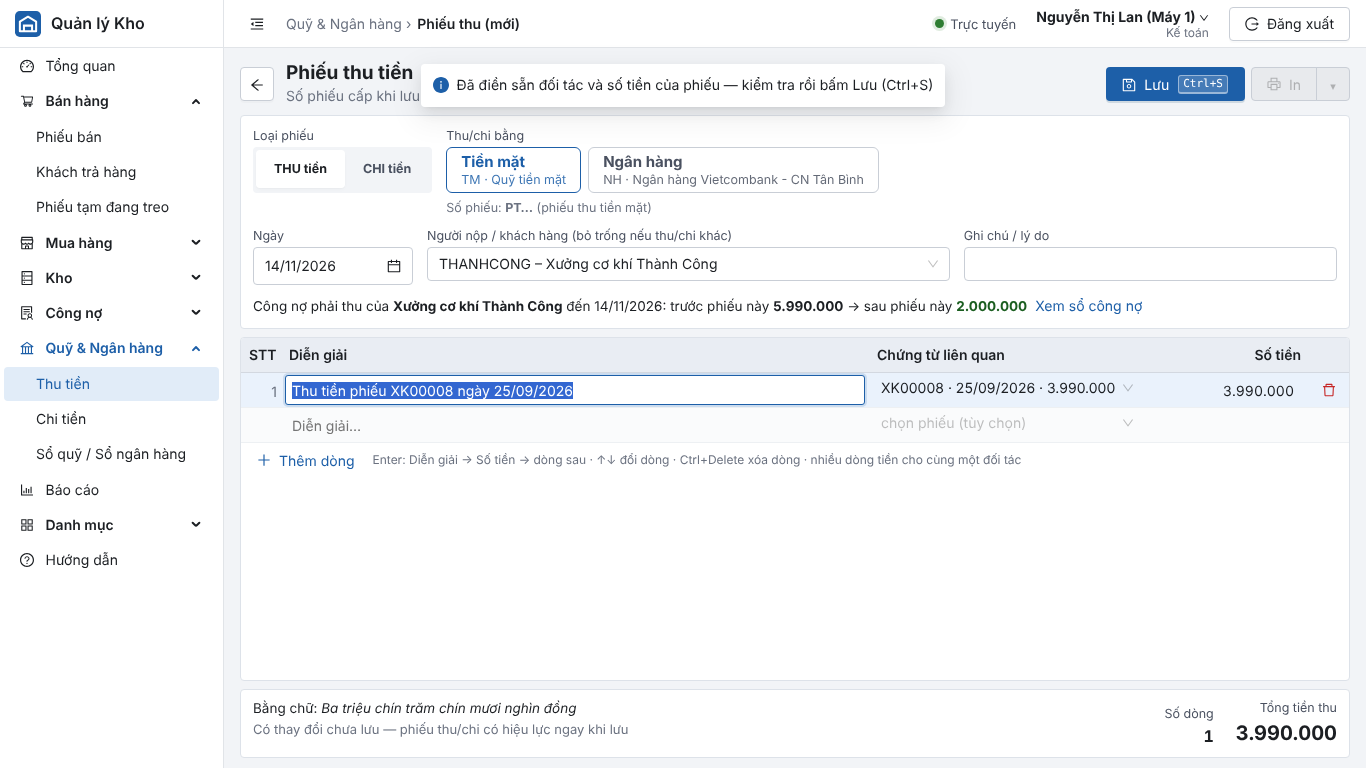 Quản lý Kho
Quỹ & Ngân hàng › Phiếu thu (mới)
Trực tuyến
Nguyễn Thị Lan (Máy 1)
Kế toán
Đăng xuất
Tổng quan
Bán hàng
Phiếu bán
Khách trả hàng
Phiếu tạm đang treo
Mua hàng
Kho
Công nợ
Quỹ & Ngân hàng
Thu tiền
Chi tiền
Sổ quỹ / Sổ ngân hàng
Báo cáo
Danh mục
Hướng dẫn
Phiếu thu tiền
Số phiếu cấp khi lưu
Đã điền sẵn đối tác và số tiền của phiếu — kiểm tra rồi bấm Lưu (Ctrl+S)
Lưu Ctrl+S
In
Loại phiếu
THU tiền CHI tiền
Thu/chi bằng
Tiền mặt
TM · Quỹ tiền mặt
Ngân hàng
NH · Ngân hàng Vietcombank - CN Tân Bình
Số phiếu: PT... (phiếu thu tiền mặt)
Ngày
14/11/2026
Người nộp / khách hàng (bỏ trống nếu thu/chi khác)
THANHCONG – Xưởng cơ khí Thành Công
Ghi chú / lý do
Công nợ phải thu của Xưởng cơ khí Thành Công đến 14/11/2026: trước phiếu này 5.990.000 → sau phiếu này 2.000.000 Xem sổ công nợ
STT Diễn giải Chứng từ liên quan Số tiền
1 Thu tiền phiếu XK00008 ngày 25/09/2026 XK00008 · 25/09/2026 · 3.990.000 3.990.000
Diễn giải... chọn phiếu (tùy chọn)
Thêm dòng Enter: Diễn giải → Số tiền → dòng sau · ↑↓ đổi dòng · Ctrl+Delete xóa dòng · nhiều dòng tiền cho cùng một đối tác
Bằng chữ: Ba triệu chín trăm chín mươi nghìn đồng
Có thay đổi chưa lưu — phiếu thu/chi có hiệu lực ngay khi lưu
Số dòng
1
Tổng tiền thu
3.990.000